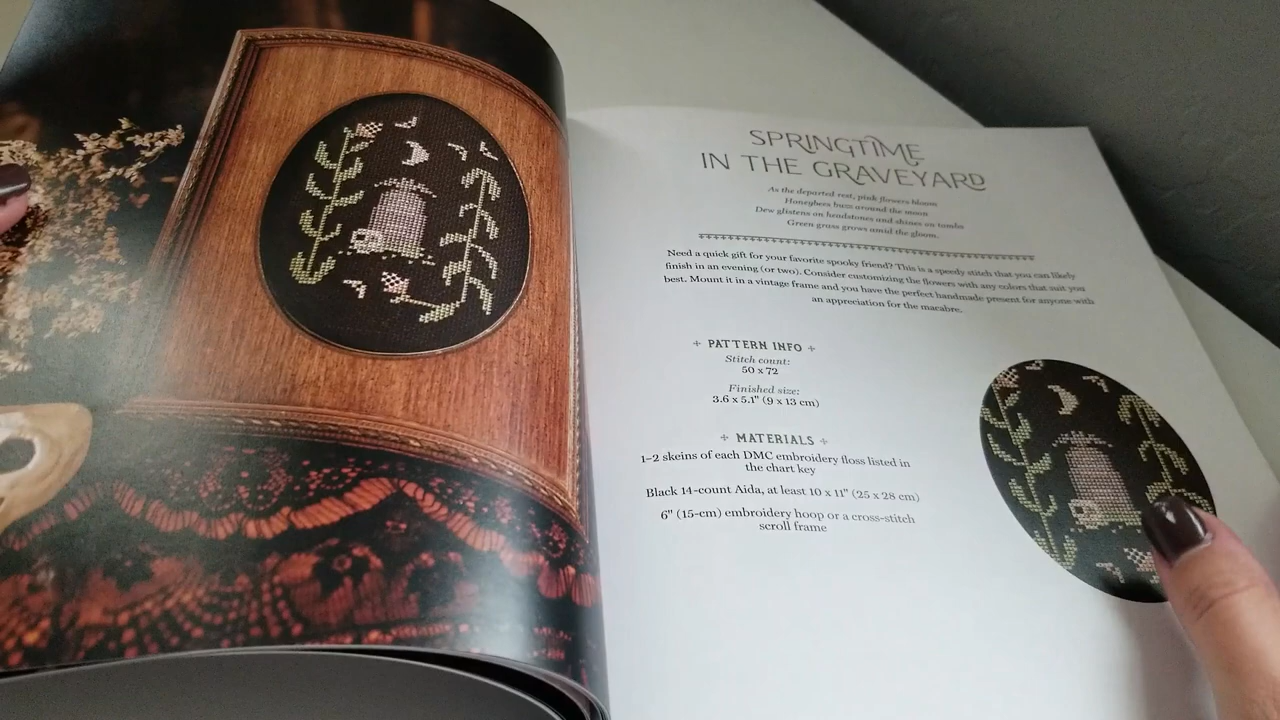 SPRINGTIME
IN THE GRAVEYARD
As the departed rest, pink flowers bloom
Honeybees buzz around the moon
Dew glistens on headstones and shines on tombs
Green grass grows amid the gloom.
Need a quick gift for your favorite spooky friend? This is a speedy stitch that you can likely
finish in an evening (or two). Consider customizing the flowers with any colors that suit you
best. Mount it in a vintage frame and you have the perfect handmade present for anyone with
an appreciation for the macabre.
PATTERN INFO
Stitch count:
50 x 72
Finished size:
3.6 x 5.1" (9 x 13 cm)
MATERIALS
1–2 skeins of each DMC embroidery floss listed in
the chart key
Black 14-count Aida, at least 10 x 11" (25 x 28 cm)
6" (15-cm) embroidery hoop or a cross-stitch
scroll frame